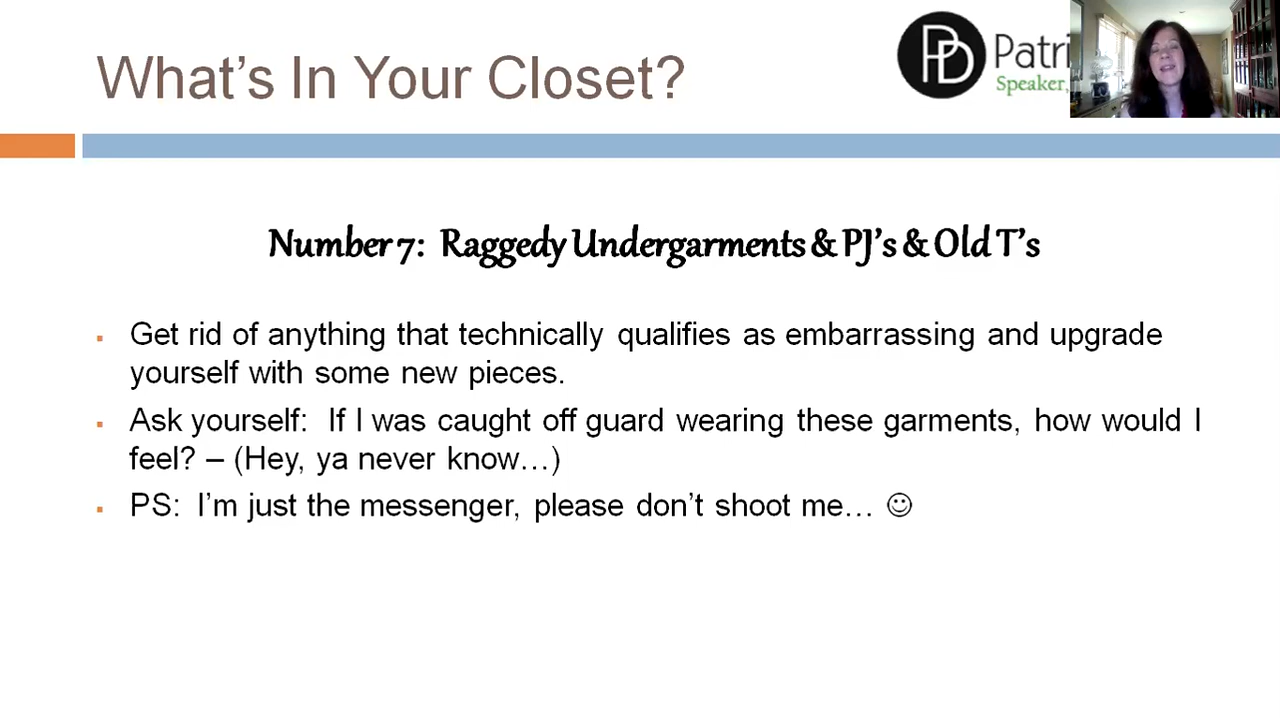 What's In Your Closet?
PD
Patri
Speaker,
Number 7: Raggedy Undergarments & PJ's & Old T's
▪ Get rid of anything that technically qualifies as embarrassing and upgrade
yourself with some new pieces.
▪ Ask yourself: If I was caught off guard wearing these garments, how would I
feel? – (Hey, ya never know…)
▪ PS: I'm just the messenger, please don't shoot me… ☺